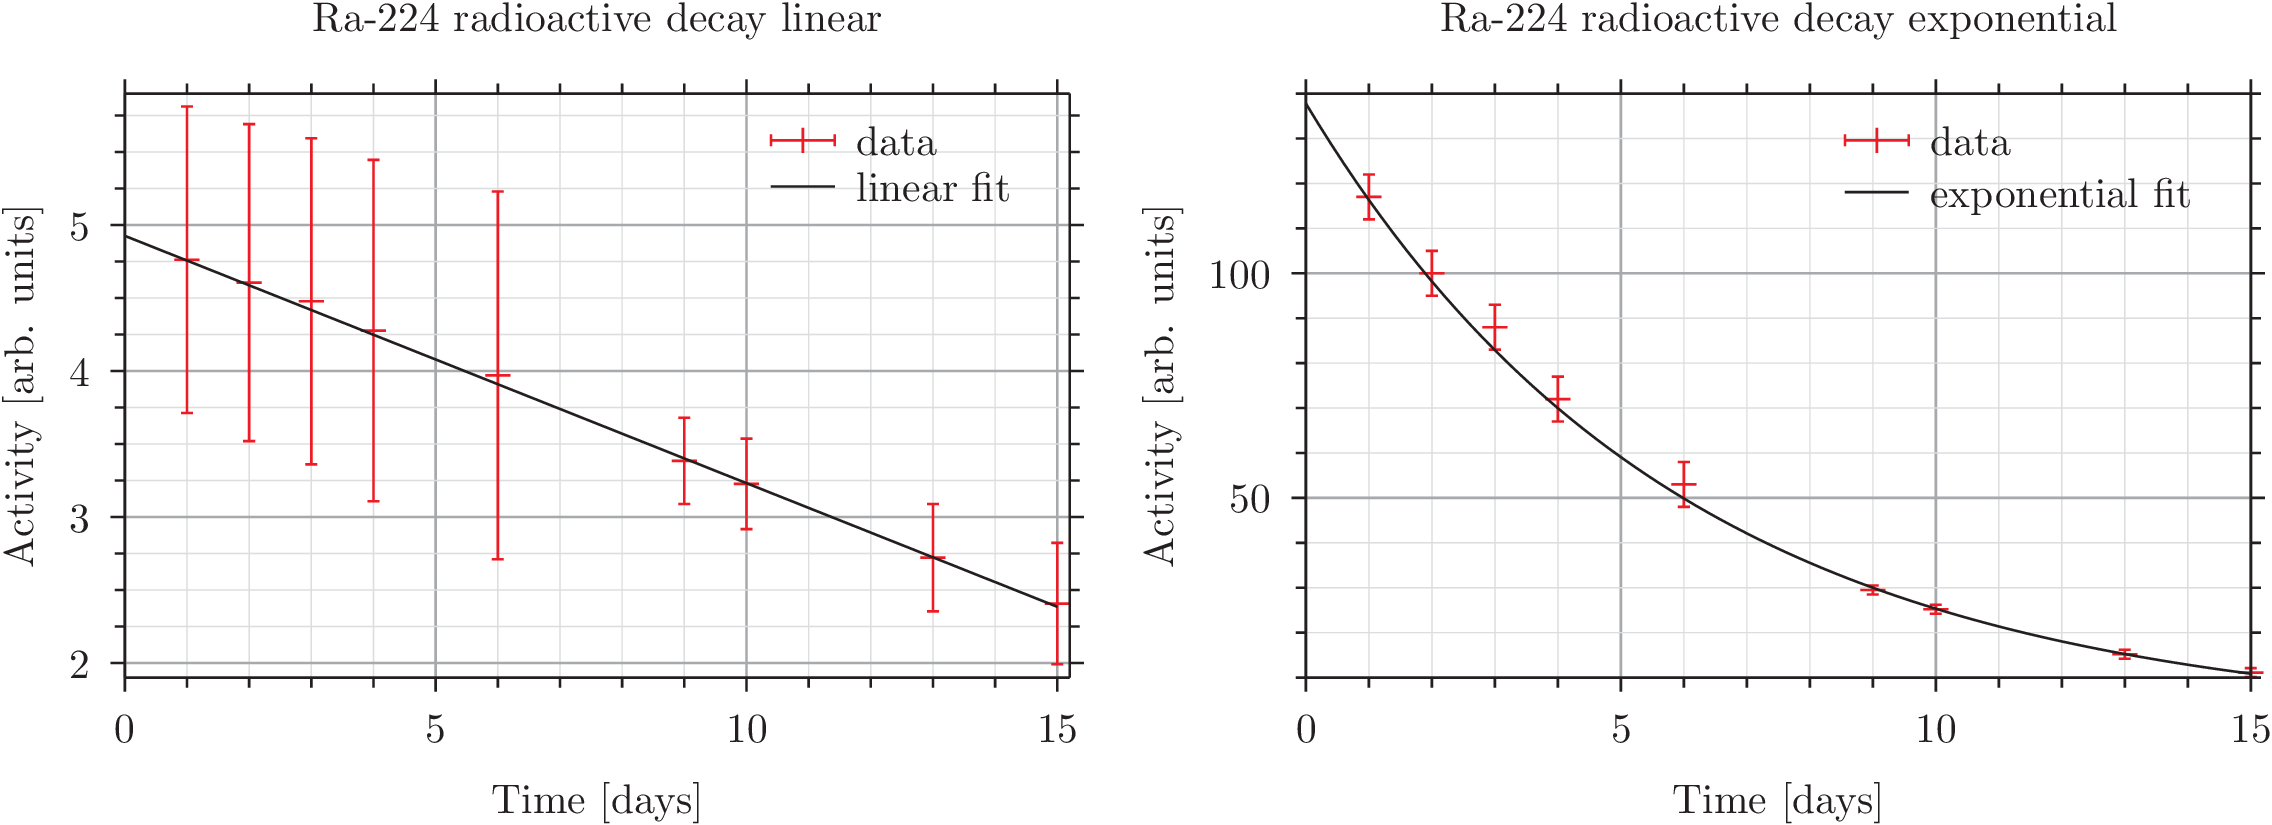 Ra-224 radioactive decay linear
data
linear fit
Activity [arb. units]
5
4
3
2
0 5 10 15
Time [days]
Ra-224 radioactive decay exponential
data
exponential fit
Activity [arb. units]
100
50
0 5 10 15
Time [days]